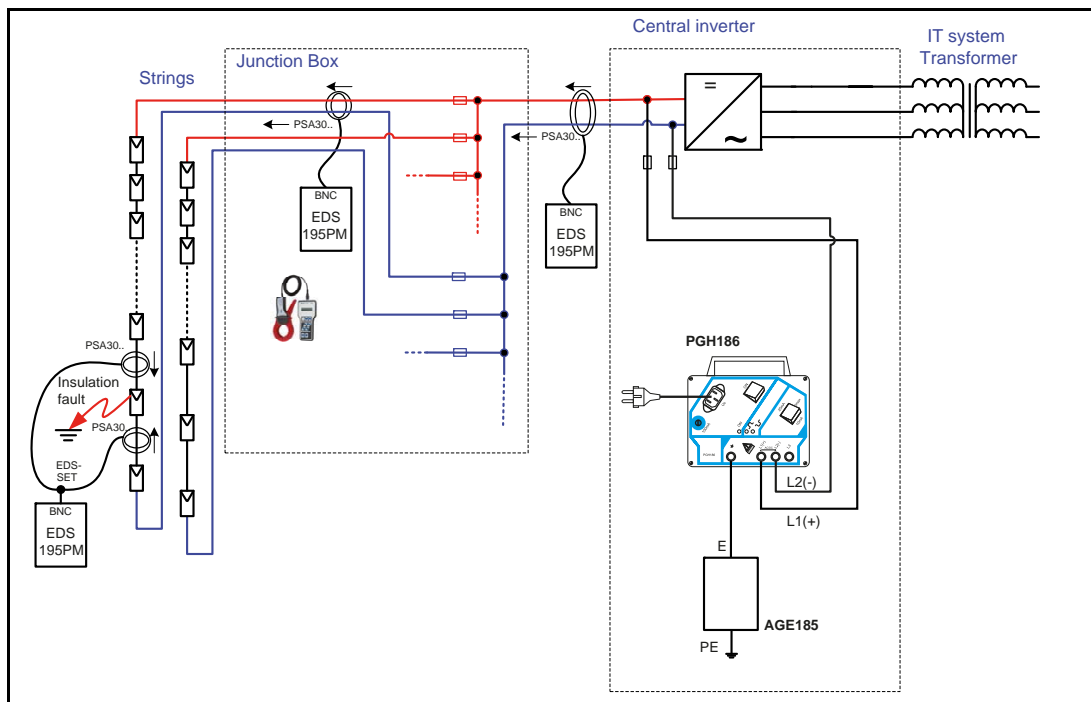 Central inverter
IT system
Transformer
Junction Box
Strings
PSA30..
PSA30..
BNC
EDS
195PM
BNC
EDS
195PM
PSA30..
Insulation
fault
PSA30..
EDS-
SET
BNC
EDS
195PM
PGH186
L2(-)
L1(+)
E
AGE185
PE